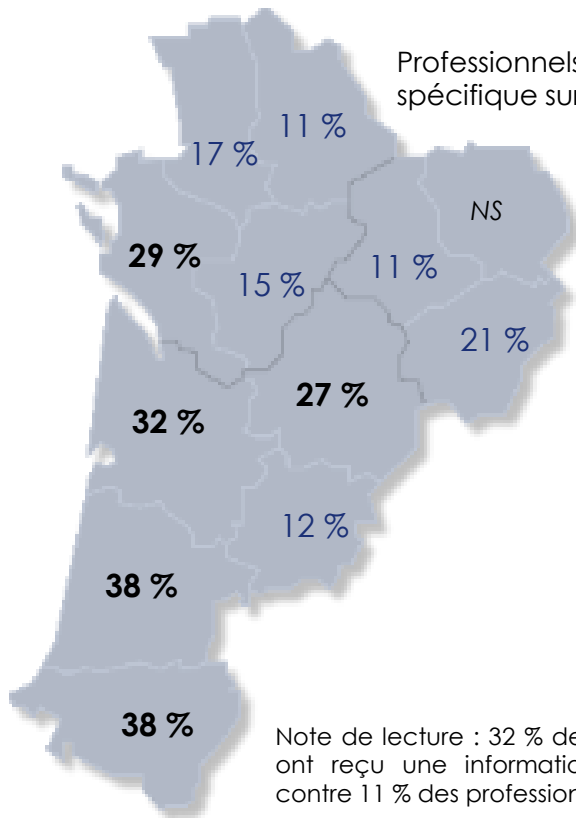 Professionnels
spécifique sur
11 %
17 %
NS
29 %
11 %
15 %
21 %
27 %
32 %
12 %
38 %
38 %
Note de lecture : 32 % de
ont reçu une informatio
contre 11 % des profession